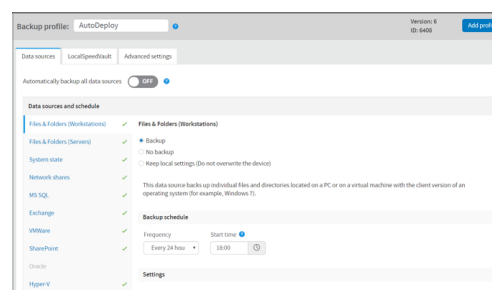 Backup profile: AutoDeploy
Version: 6
ID: 6408
Add profi
Data sources LocalSpeedVault Advanced settings
Automatically backup all data sources OFF
Data sources and schedule
Files & Folders (Workstations)
Files & Folders (Servers)
System state
Network shares
MS SQL
Exchange
VMWare
SharePoint
Oracle
Hyper-V
Files & Folders (Workstations)
Backup
No backup
Keep local settings (Do not overwrite the device)
This data source backs up individual files and directories located on a PC or on a virtual machine with the client version of an
operating system (for example, Windows 7).
Backup schedule
Frequency Start time
Every 24 hou 18:00
Settings